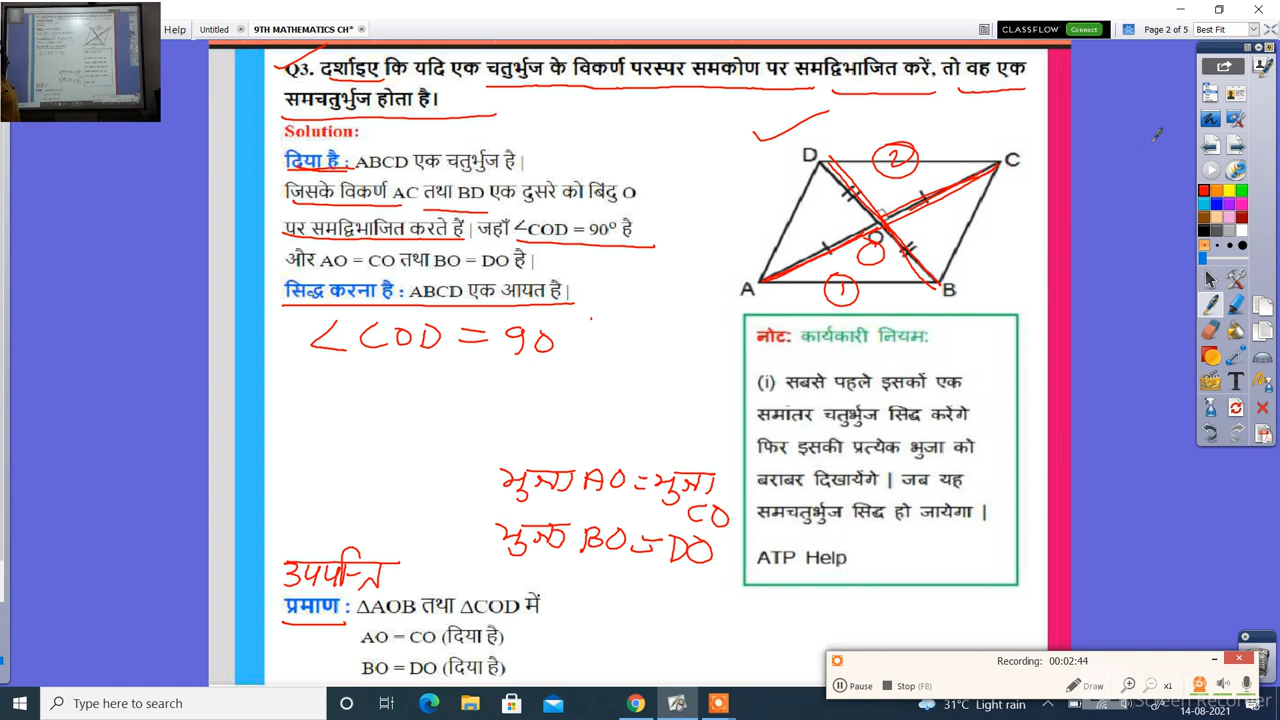 Help
Untitled
9TH MATHEMATICS CH*
CLASSFLOW Connect
Page 2 of 5
Best Fit
Q3. दर्शाइए कि यदि एक चतुर्भुज के विकर्ण परस्पर समकोण पर समद्विभाजित करें, तो वह एक
समचतुर्भुज होता है।
Solution:
दिया है : ABCD एक चतुर्भुज है |
जिसके विकर्ण AC तथा BD एक दुसरे को बिंदु O
पर समद्विभाजित करते हैं | जहाँ ∠COD = 90º है
और AO = CO तथा BO = DO है |
सिद्ध करना है : ABCD एक आयत है |
∠COD = 90
भुजा AO = भुजा
CO
भुजा BO = DO
उपपत्ति
प्रमाण : ΔAOB तथा ΔCOD में
AO = CO (दिया है)
BO = DO (दिया है)
D
2
C
O
A
1
B
नोट: कार्यकारी नियम:
(i) सबसे पहले इसकों एक
समांतर चतुर्भुज सिद्ध करेंगे
फिर इसकी प्रत्येक भुजा को
बराबर दिखायेंगे | जब यह
समचतुर्भुज सिद्ध हो जायेगा |
ATP Help
Recording: 00:02:44
Pause
Stop (F8)
Draw
x1
Type here to search
31°C Light rain
14-08-2021